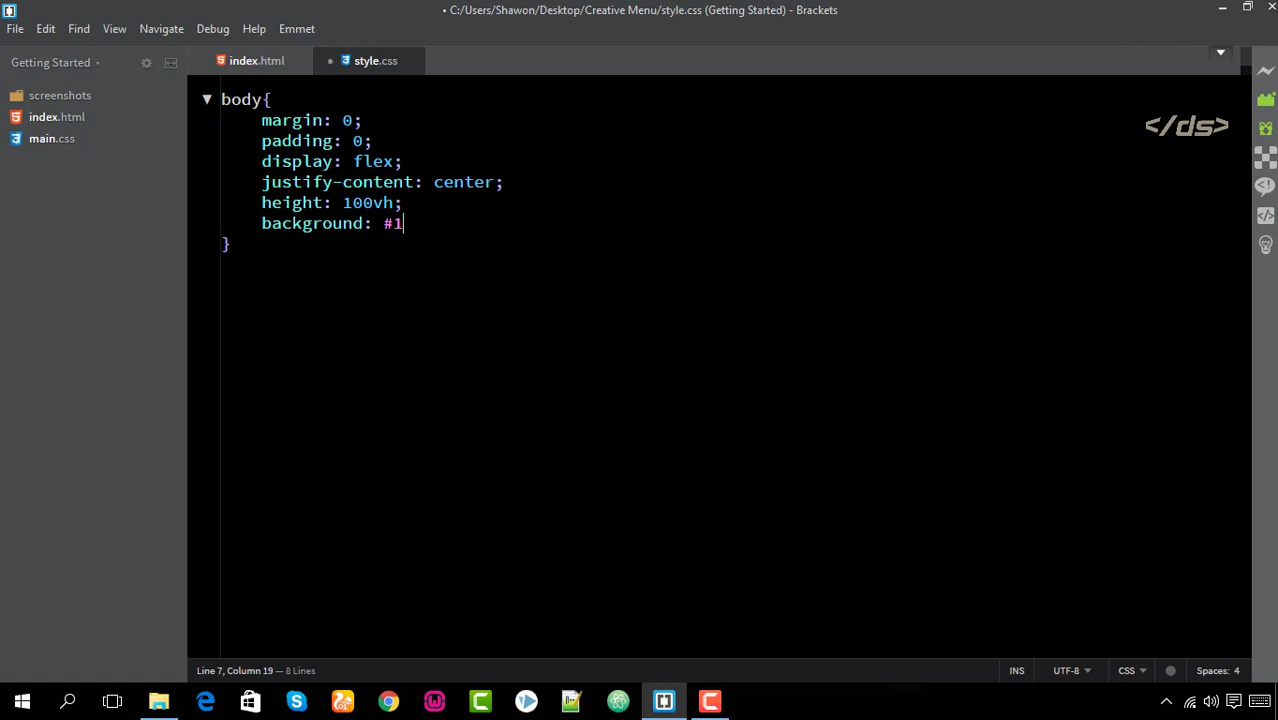 • C:/Users/Shawon/Desktop/Creative Menu/style.css (Getting Started) - Brackets
File Edit Find View Navigate Debug Help Emmet
Getting Started
index.html
• style.css
screenshots
index.html
main.css
body{
margin: 0;
padding: 0;
display: flex;
justify-content: center;
height: 100vh;
background: #1
}
</ds>
Line 7, Column 19 — 8 Lines
INS UTF-8 CSS Spaces: 4